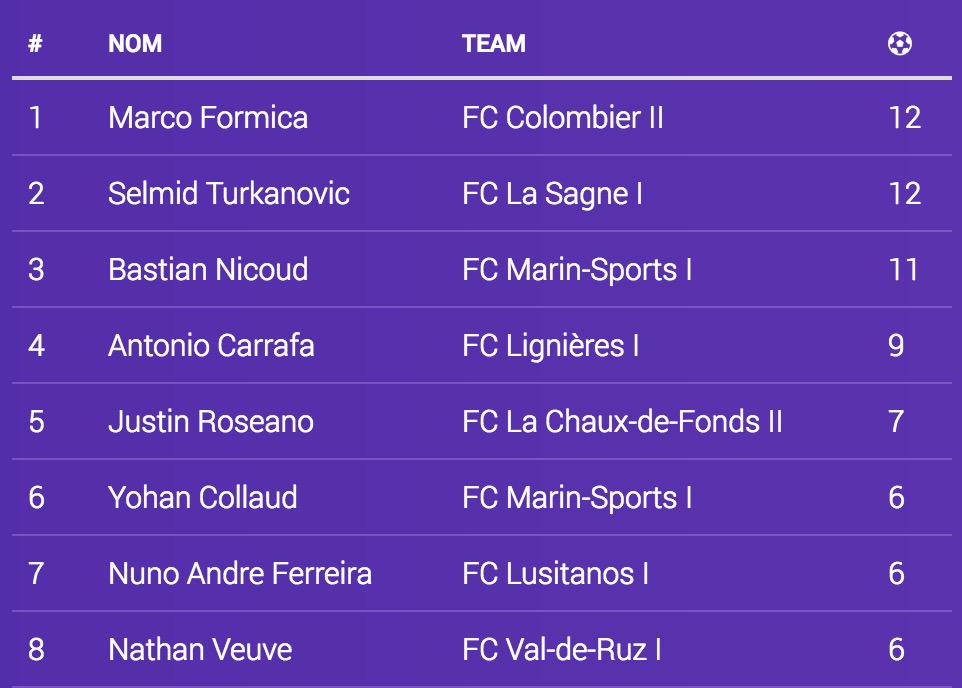 # NOM TEAM
1 Marco Formica FC Colombier II 12
2 Selmid Turkanovic FC La Sagne I 12
3 Bastian Nicoud FC Marin-Sports I 11
4 Antonio Carrafa FC Lignières I 9
5 Justin Roseano FC La Chaux-de-Fonds II 7
6 Yohan Collaud FC Marin-Sports I 6
7 Nuno Andre Ferreira FC Lusitanos I 6
8 Nathan Veuve FC Val-de-Ruz I 6